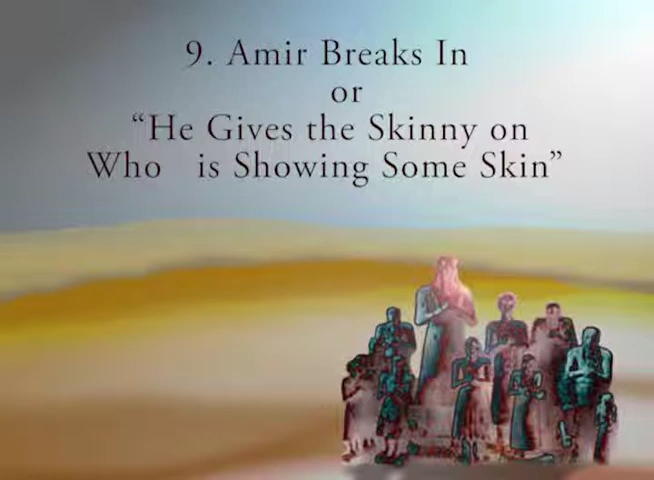 9. Amir Breaks In
or
“He Gives the Skinny on
Who is Showing Some Skin”